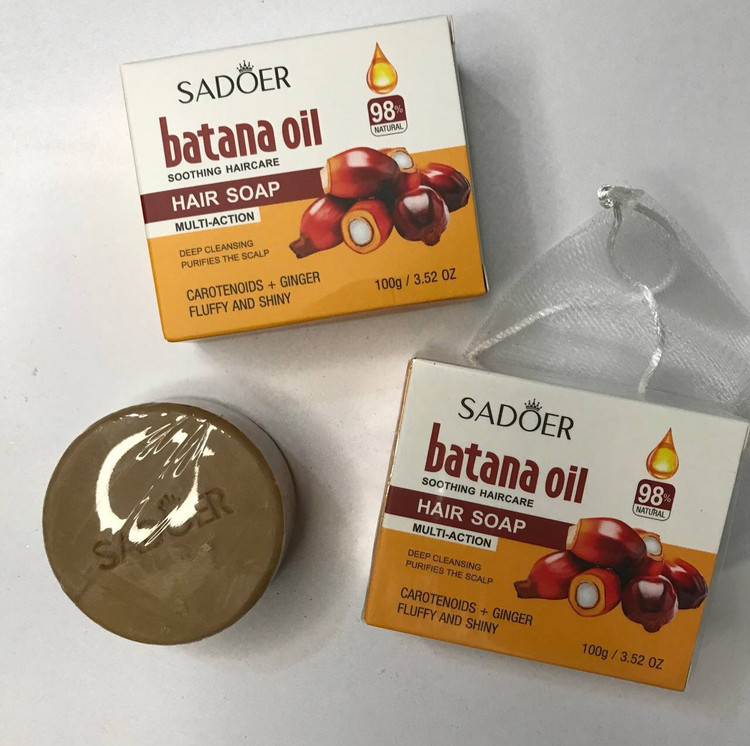 SADOER
batana oil
SOOTHING HAIRCARE
HAIR SOAP
MULTI-ACTION
DEEP CLEANSING
PURIFIES THE SCALP
CAROTENOIDS + GINGER
FLUFFY AND SHINY
98%
NATURAL
100g / 3.52 OZ
SADOER
SADOER
batana oil
SOOTHING HAIRCARE
HAIR SOAP
MULTI-ACTION
DEEP CLEANSING
PURIFIES THE SCALP
CAROTENOIDS + GINGER
FLUFFY AND SHINY
98%
NATURAL
100g / 3.52 OZ